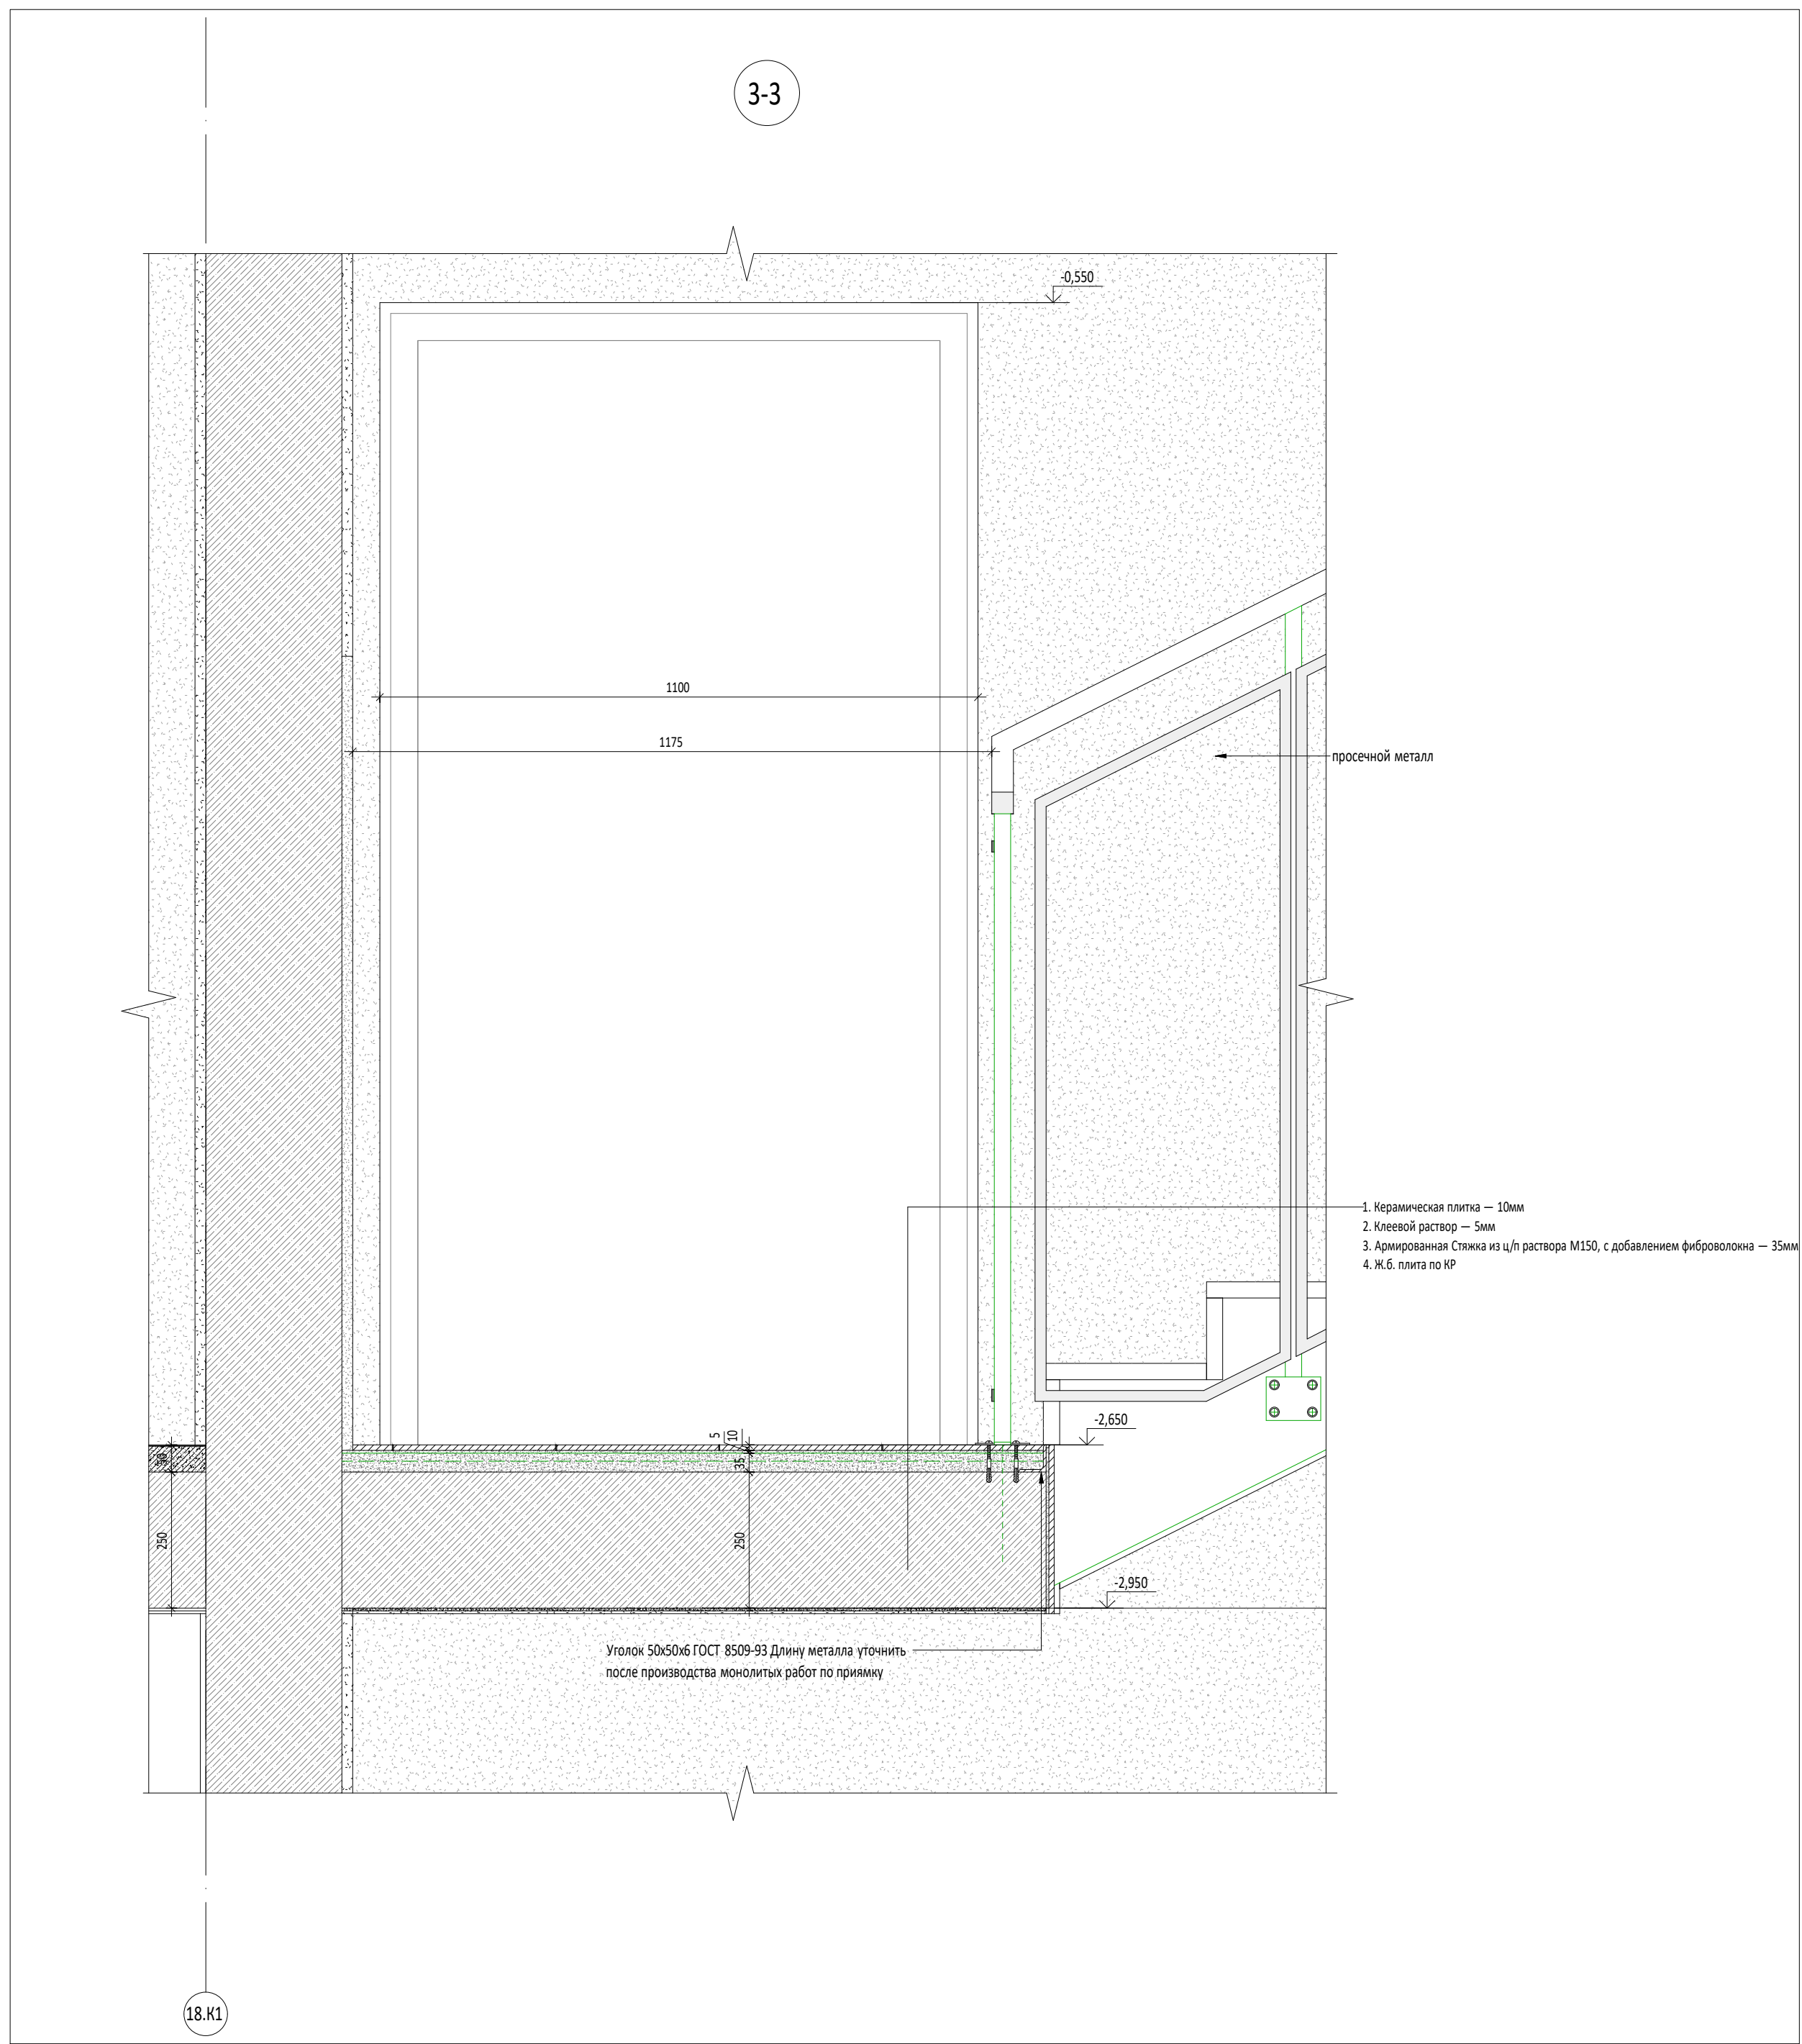 3-3
-0,550
1100
1175
просечной металл
1. Керамическая плитка — 10мм
2. Клеевой раствор — 5мм
3. Армированная Стяжка из ц/п раствора М150, с добавлением фиброволокна — 35мм
4. Ж.б. плита по КР
-2,650
5
10
35
50
250
250
-2,950
Уголок 50х50х6 ГОСТ 8509-93 Длину металла уточнить
после производства монолитых работ по приямку
18.К1